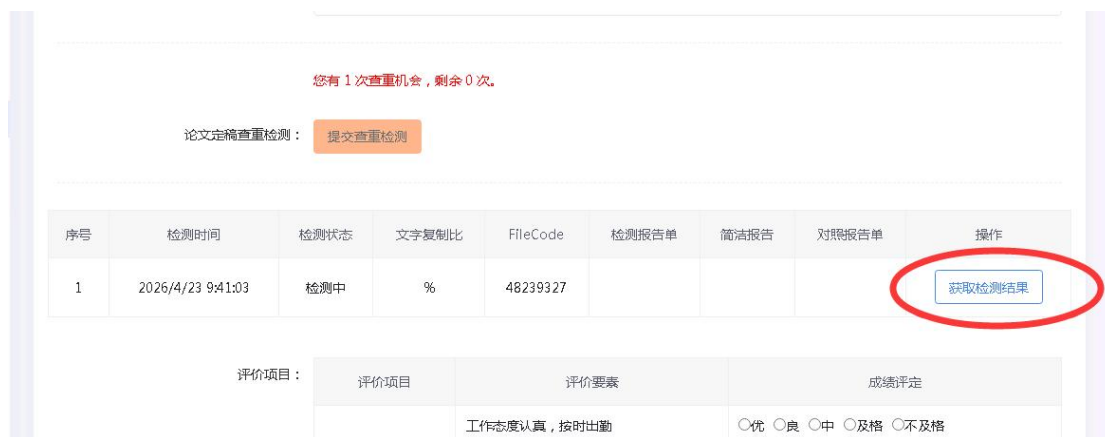 您有 1 次查重机会，剩余 0 次。
论文定稿查重检测： 提交查重检测
序号 检测时间 检测状态 文字复制比 FileCode 检测报告单 简洁报告 对照报告单 操作
1 2026/4/23 9:41:03 检测中 % 48239327 获取检测结果
评价项目： 评价项目 评价要素 成绩评定
工作态度认真，按时出勤 优 良 中 及格 不及格